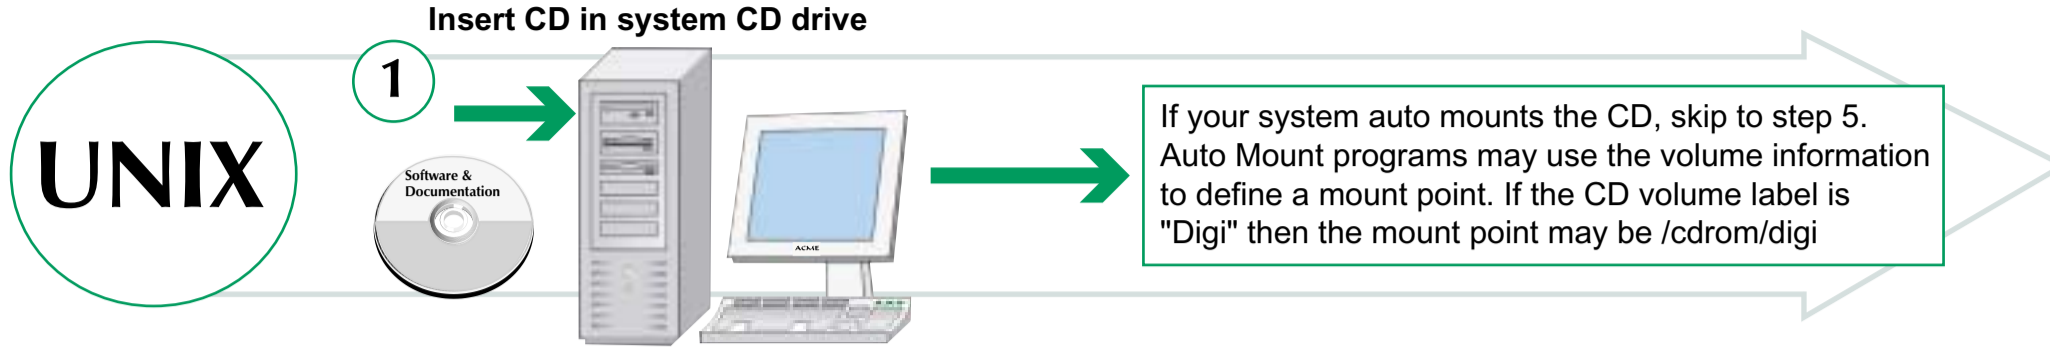 Insert CD in system CD drive
UNIX
1
Software &
Documentation
ACME
If your system auto mounts the CD, skip to step 5.
Auto Mount programs may use the volume information
to define a mount point. If the CD volume label is
"Digi" then the mount point may be /cdrom/digi